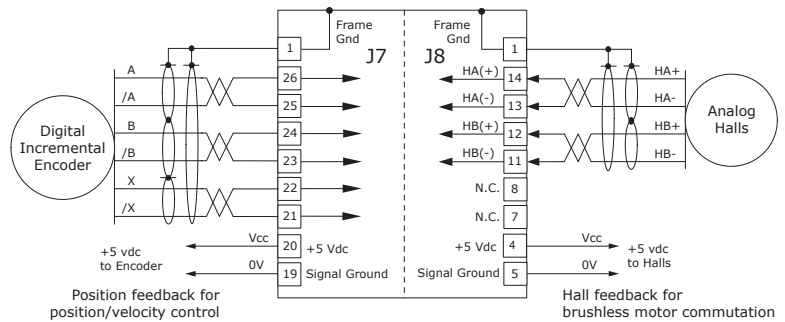 Frame
Gnd
Frame
Gnd
J7
J8
1
1
A
26
HA(+)
14
HA+
/A
25
HA(-)
13
HA-
B
24
HB(+)
12
HB+
/B
23
HB(-)
11
HB-
X
22
N.C.
8
/X
21
N.C.
7
Digital
Incremental
Encoder
Analog
Halls
Vcc
20
+5 Vdc
+5 Vdc
4
Vcc
+5 vdc
to Encoder
+5 vdc
to Halls
0V
19
Signal Ground
Signal Ground
5
0V
Position feedback for
position/velocity control
Hall feedback for
brushless motor commutation